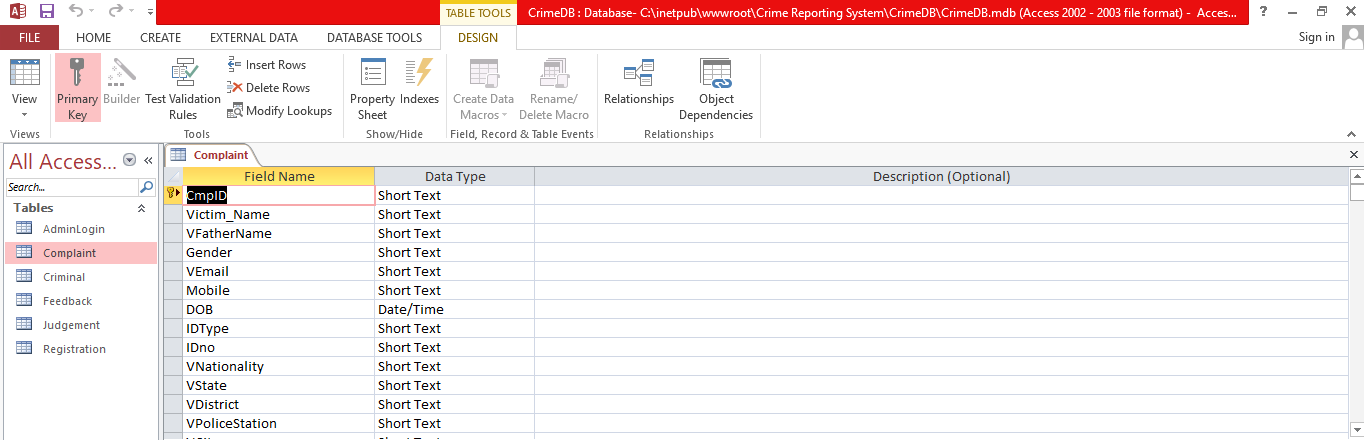 TABLE TOOLS
CrimeDB : Database- C:\inetpub\wwwroot\Crime Reporting System\CrimeDB\CrimeDB.mdb (Access 2002 - 2003 file format) - Acces...
?
FILE HOME CREATE EXTERNAL DATA DATABASE TOOLS DESIGN Sign in
View
Primary Key
Builder
Test Validation Rules
Insert Rows
Delete Rows
Modify Lookups
Property Sheet
Indexes
Create Data Macros
Rename/ Delete Macro
Relationships
Object Dependencies
Views Tools Show/Hide Field, Record & Table Events Relationships
All Access...
Search...
Tables
AdminLogin
Complaint
Criminal
Feedback
Judgement
Registration
Complaint
Field Name Data Type Description (Optional)
CmpID Short Text
Victim_Name Short Text
VFatherName Short Text
Gender Short Text
VEmail Short Text
Mobile Short Text
DOB Date/Time
IDType Short Text
IDno Short Text
VNationality Short Text
VState Short Text
VDistrict Short Text
VPoliceStation Short Text